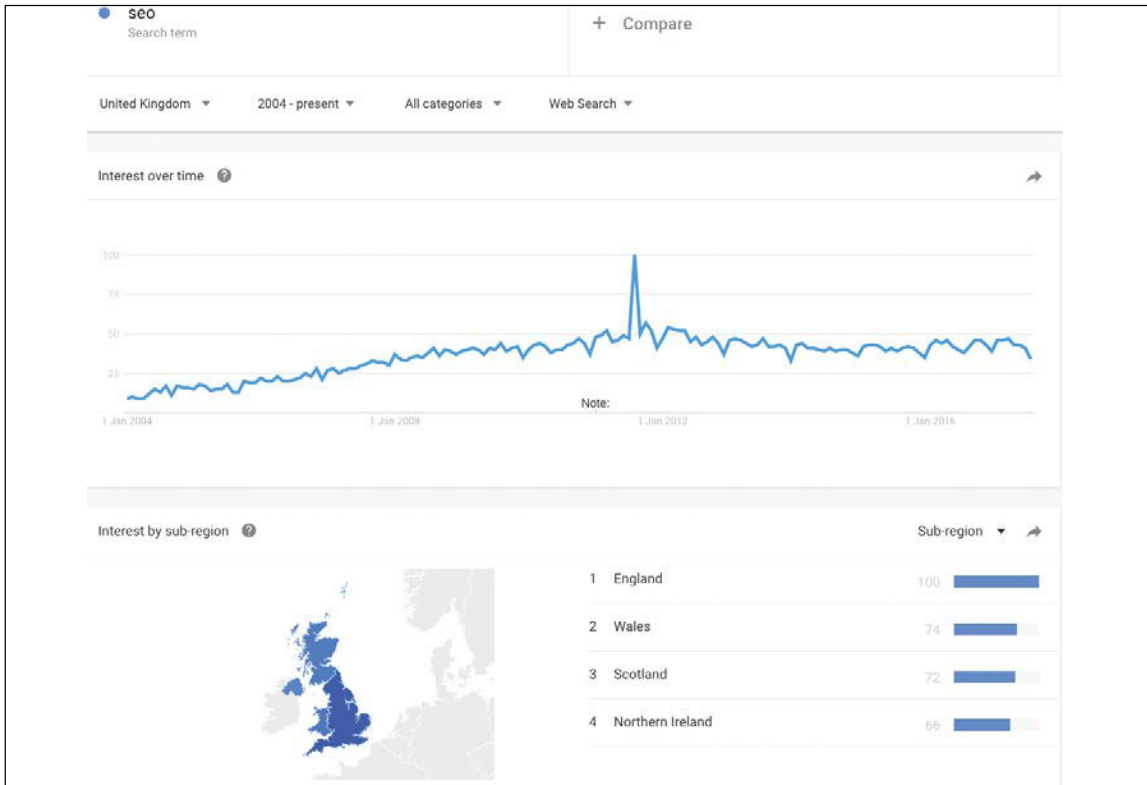 seo
Search term
+ Compare
United Kingdom 2004 - present All categories Web Search
Interest over time ?
100
75
50
25
Note:
1 Jan 2004 1 Jan 2008 1 Jan 2012 1 Jan 2016
Interest by sub-region ? Sub-region
1 England 100
2 Wales 74
3 Scotland 72
4 Northern Ireland 66